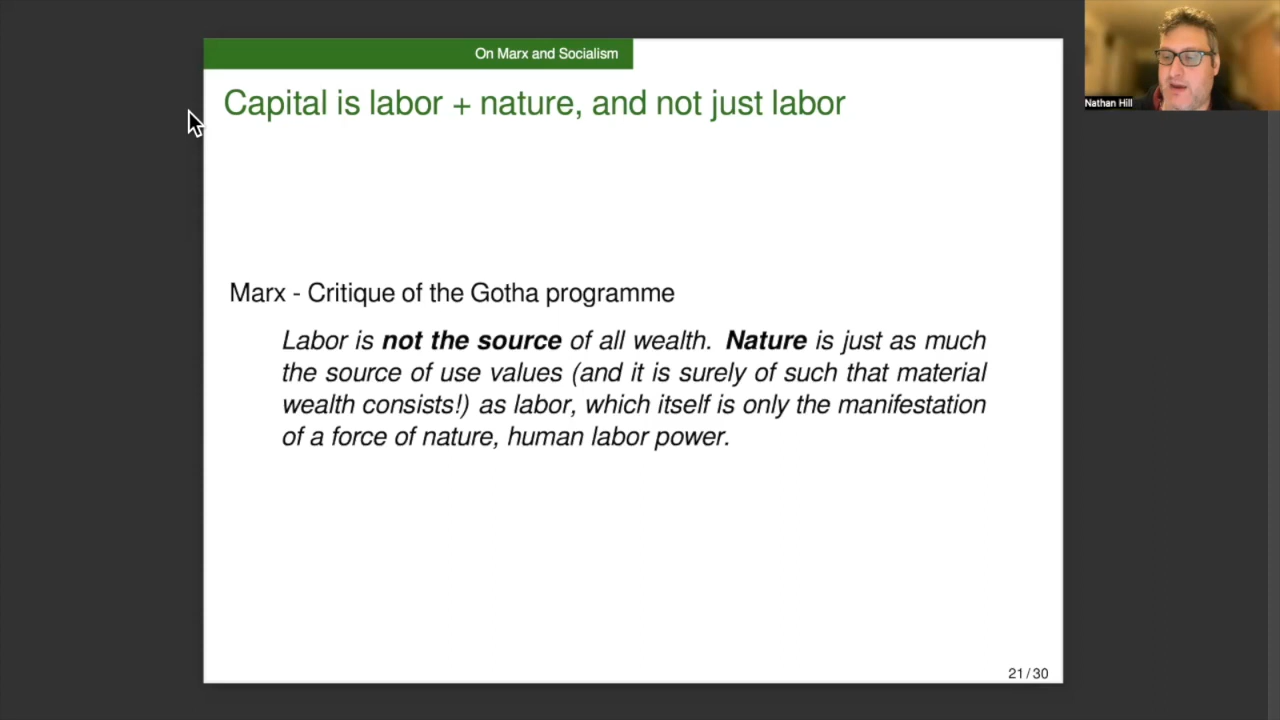 On Marx and Socialism
Capital is labor + nature, and not just labor
Nathan Hill
Marx - Critique of the Gotha programme
Labor is not the source of all wealth. Nature is just as much
the source of use values (and it is surely of such that material
wealth consists!) as labor, which itself is only the manifestation
of a force of nature, human labor power.
21 / 30